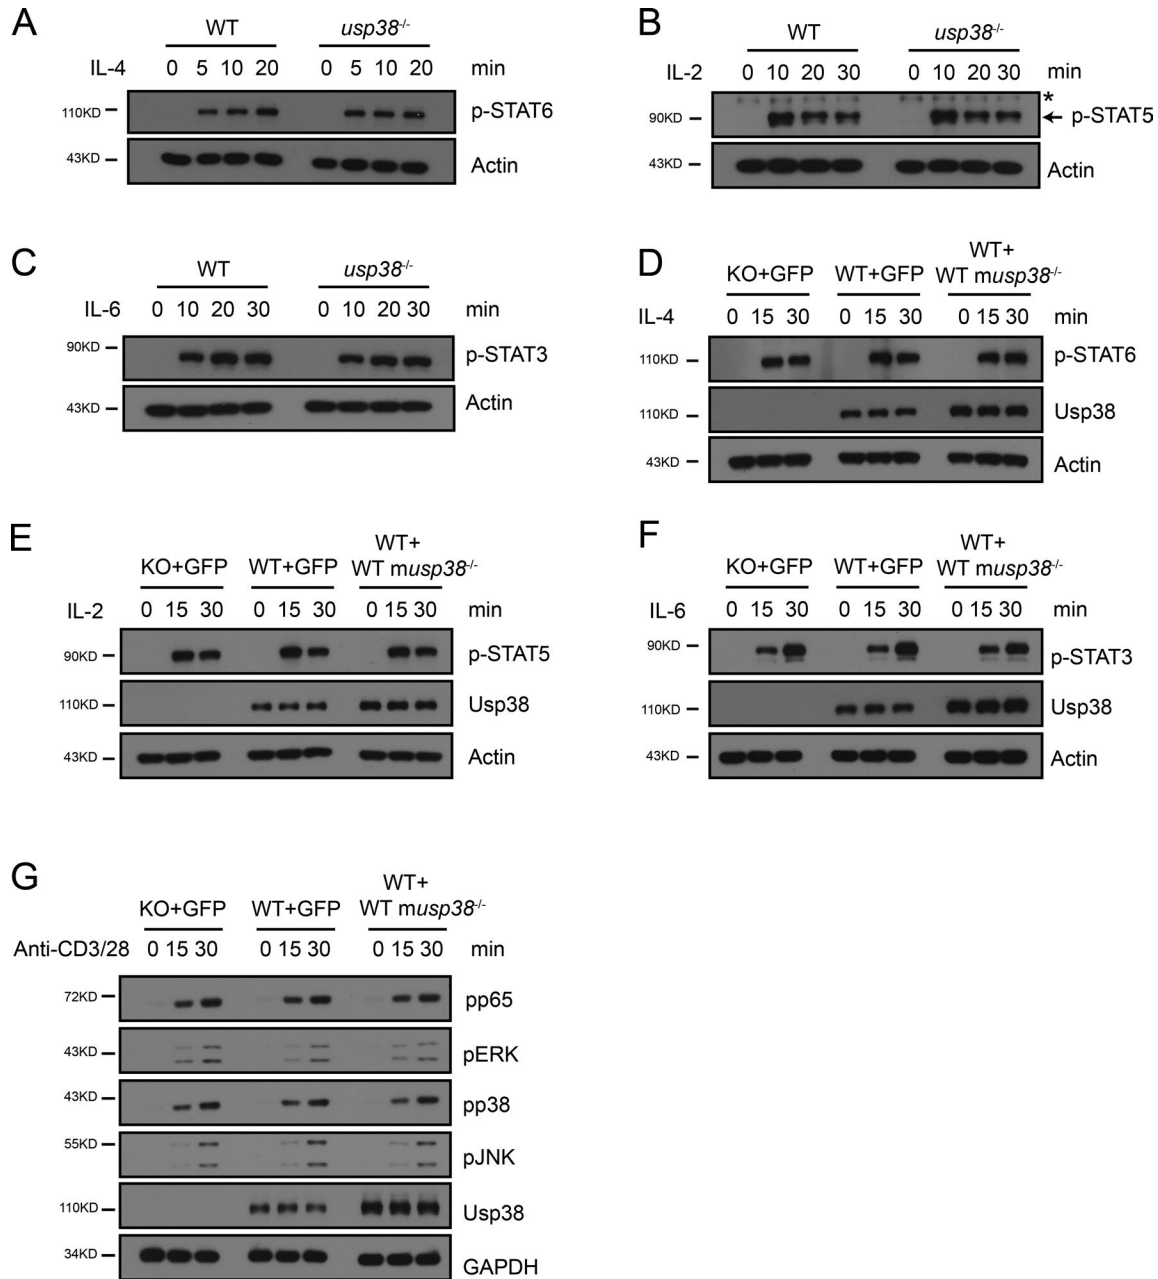 A
WT usp38-/-
IL-4 0 5 10 20 0 5 10 20 min
110KD p-STAT6
43KD Actin
B
WT usp38-/-
IL-2 0 10 20 30 0 10 20 30 min
*
90KD p-STAT5
43KD Actin
C
WT usp38-/-
IL-6 0 10 20 30 0 10 20 30 min
90KD p-STAT3
43KD Actin
D
WT+
KO+GFP WT+GFP WT musp38-/-
IL-4 0 15 30 0 15 30 0 15 30 min
110KD p-STAT6
110KD Usp38
43KD Actin
E
WT+
KO+GFP WT+GFP WT musp38-/-
IL-2 0 15 30 0 15 30 0 15 30 min
90KD p-STAT5
110KD Usp38
43KD Actin
F
WT+
KO+GFP WT+GFP WT musp38-/-
IL-6 0 15 30 0 15 30 0 15 30 min
90KD p-STAT3
110KD Usp38
43KD Actin
G
WT+
KO+GFP WT+GFP WT musp38-/-
Anti-CD3/28 0 15 30 0 15 30 0 15 30 min
72KD pp65
43KD pERK
43KD pp38
55KD pJNK
110KD Usp38
34KD GAPDH